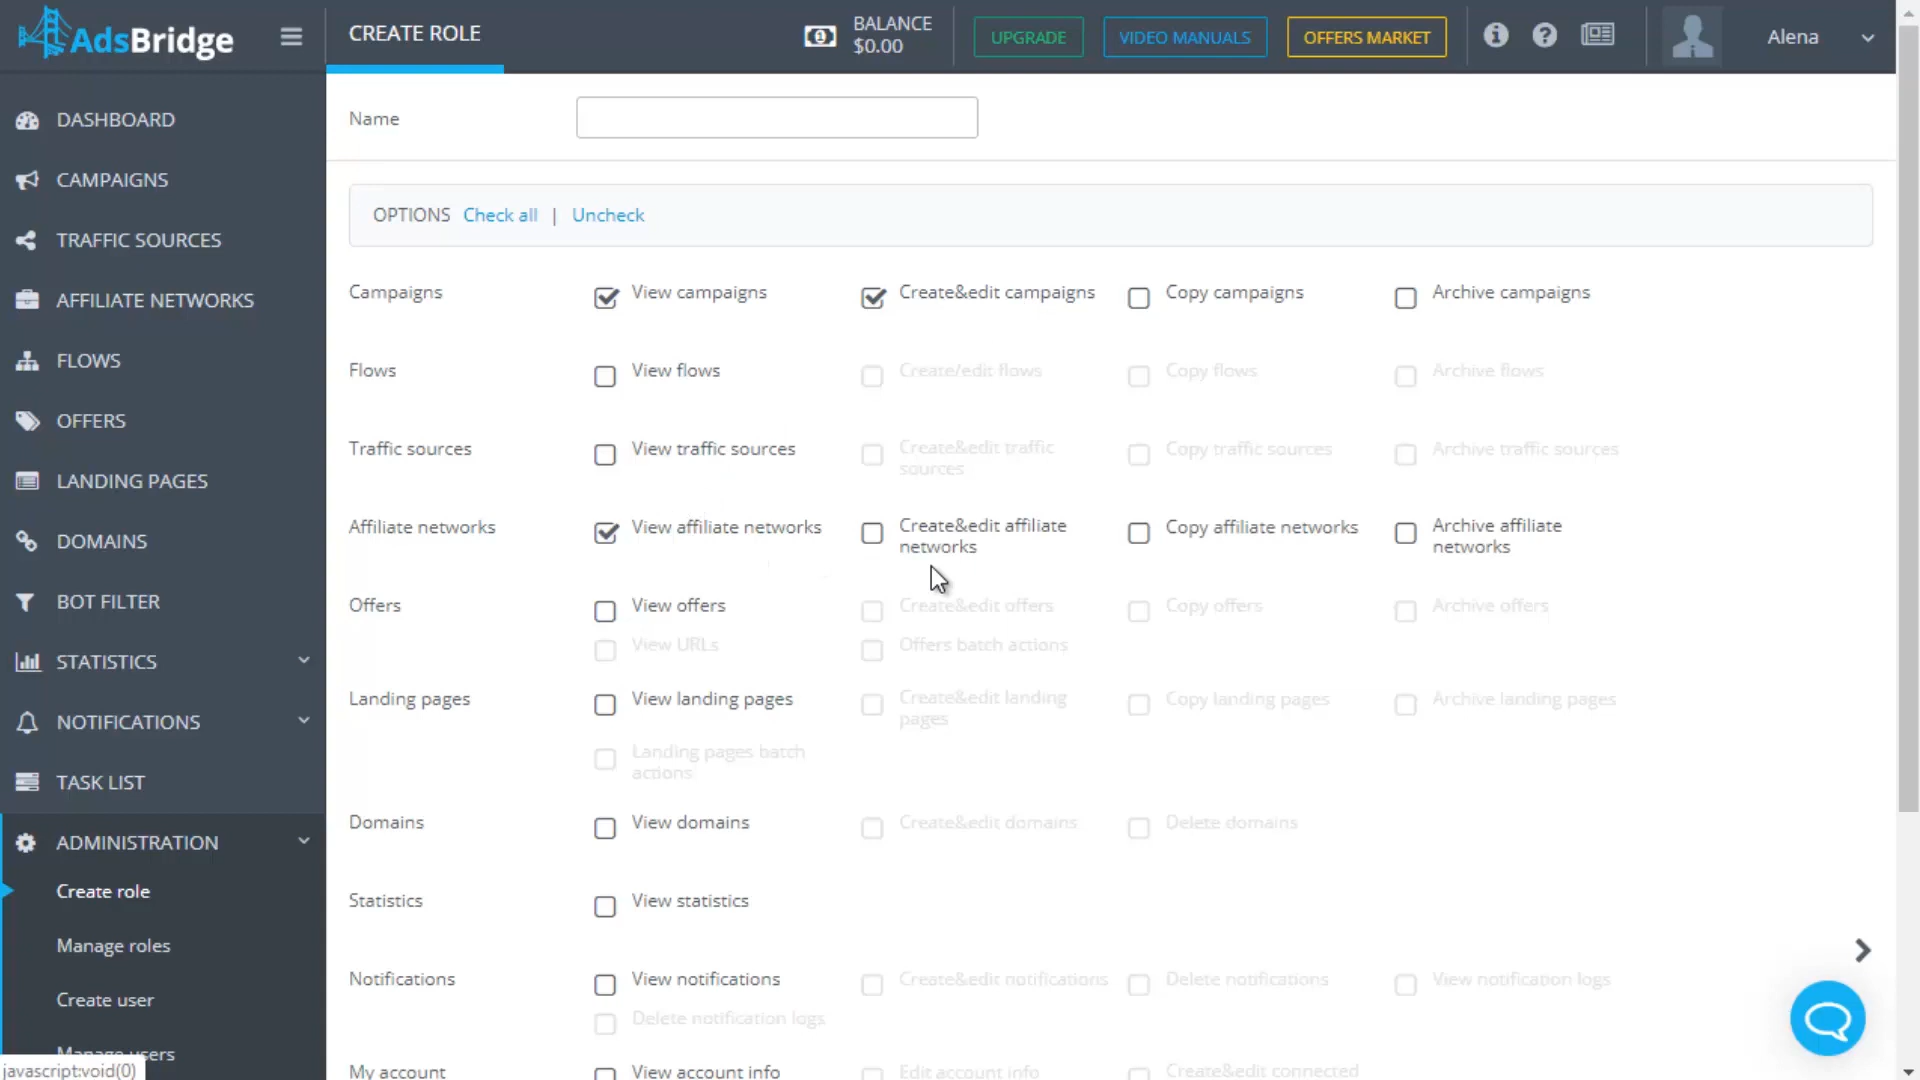 AdsBridge
CREATE ROLE
BALANCE
$0.00
UPGRADE
VIDEO MANUALS
OFFERS MARKET
Alena
DASHBOARD
CAMPAIGNS
TRAFFIC SOURCES
AFFILIATE NETWORKS
FLOWS
OFFERS
LANDING PAGES
DOMAINS
BOT FILTER
STATISTICS
NOTIFICATIONS
TASK LIST
ADMINISTRATION
Create role
Manage roles
Create user
Manage users
javascript:void(0)
Name
OPTIONS Check all | Uncheck
Campaigns
View campaigns
Create&edit campaigns
Copy campaigns
Archive campaigns
Flows
View flows
Create/edit flows
Copy flows
Archive flows
Traffic sources
View traffic sources
Create&edit traffic
sources
Copy traffic sources
Archive traffic sources
Affiliate networks
View affiliate networks
Create&edit affiliate
networks
Copy affiliate networks
Archive affiliate
networks
Offers
View offers
Create&edit offers
Copy offers
Archive offers
View URLs
Offers batch actions
Landing pages
View landing pages
Create&edit landing
pages
Copy landing pages
Archive landing pages
Landing pages batch
actions
Domains
View domains
Create&edit domains
Delete domains
Statistics
View statistics
Notifications
View notifications
Create&edit notifications
Delete notifications
View notification logs
Delete notification logs
My account
View account info
Edit account info
Create&edit connected